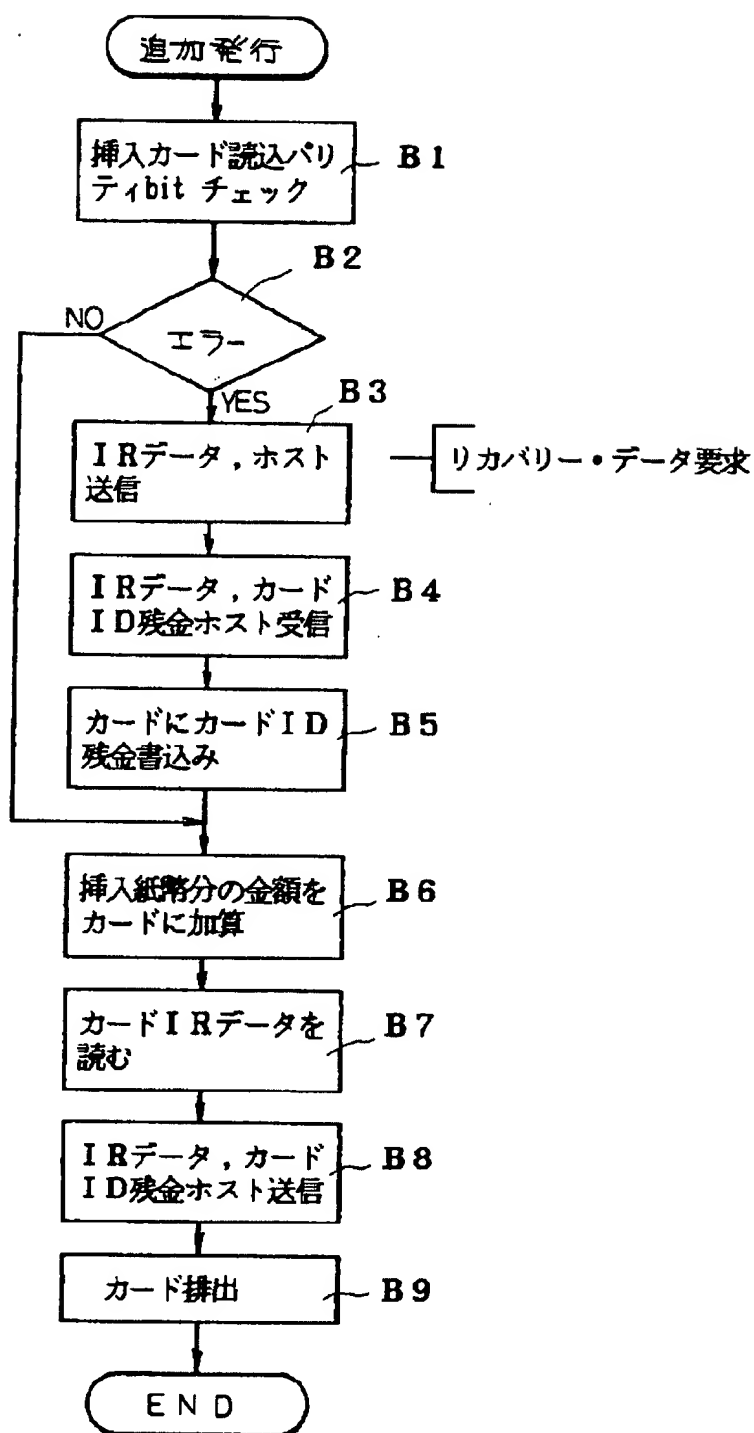 追加発行
挿入カード読込パリ
ティbit チェック
B1
B2
エラー
NO
YES
B3
IRデータ,ホスト
送信
リカバリー・データ要求
IRデータ,カード
ID残金ホスト受信
B4
カードにカードID
残金書込み
B5
挿入紙幣分の金額を
カードに加算
B6
カードIRデータを
読む
B7
IRデータ,カード
ID残金ホスト送信
B8
カード排出
B9
END